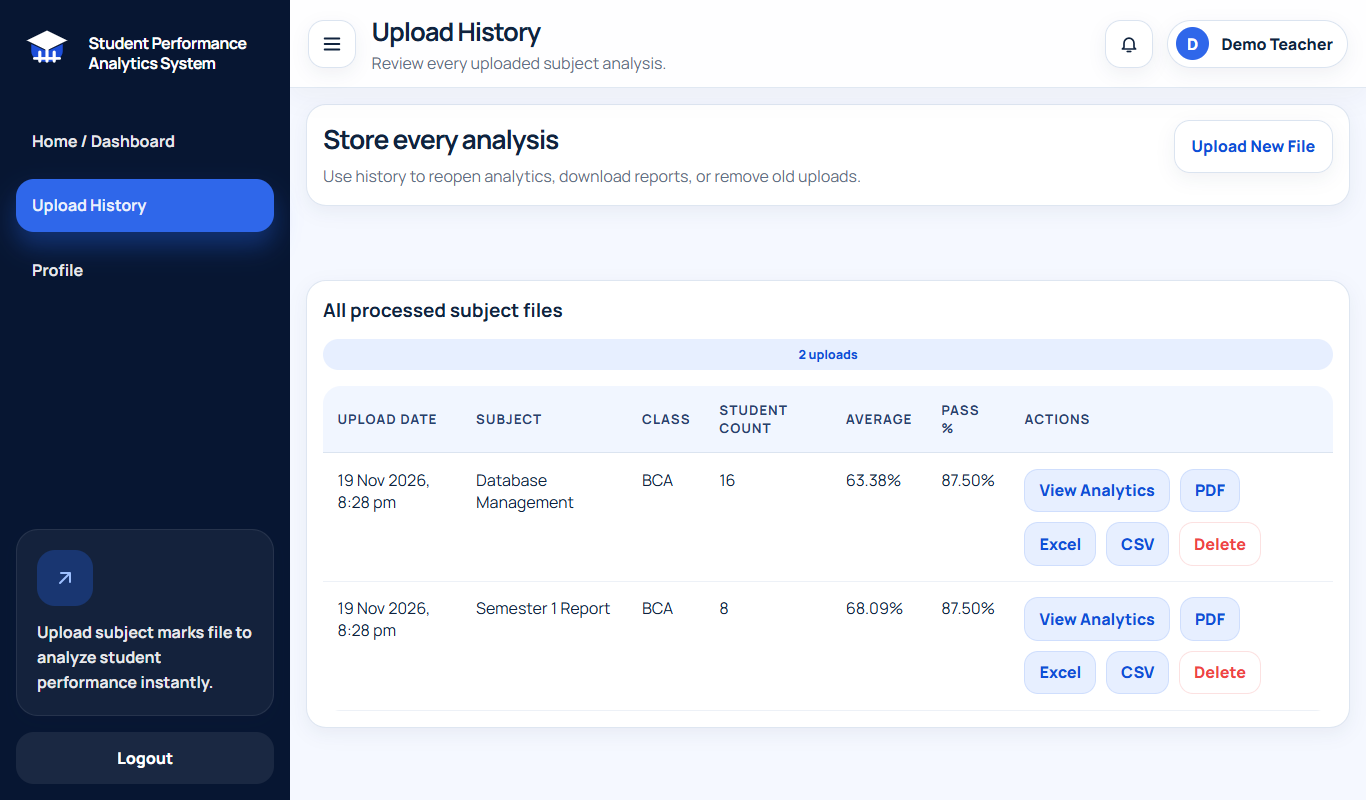 Student Performance
Analytics System
Home / Dashboard
Upload History
Profile
Upload subject marks file to
analyze student
performance instantly.
Logout
Upload History
Review every uploaded subject analysis.
D
Demo Teacher
Store every analysis
Use history to reopen analytics, download reports, or remove old uploads.
Upload New File
All processed subject files
2 uploads
UPLOAD DATE SUBJECT CLASS STUDENT COUNT AVERAGE PASS % ACTIONS
19 Nov 2026, Database BCA 16 63.38% 87.50% View Analytics PDF
8:28 pm Management
Excel CSV Delete
19 Nov 2026, Semester 1 Report BCA 8 68.09% 87.50% View Analytics PDF
8:28 pm
Excel CSV Delete